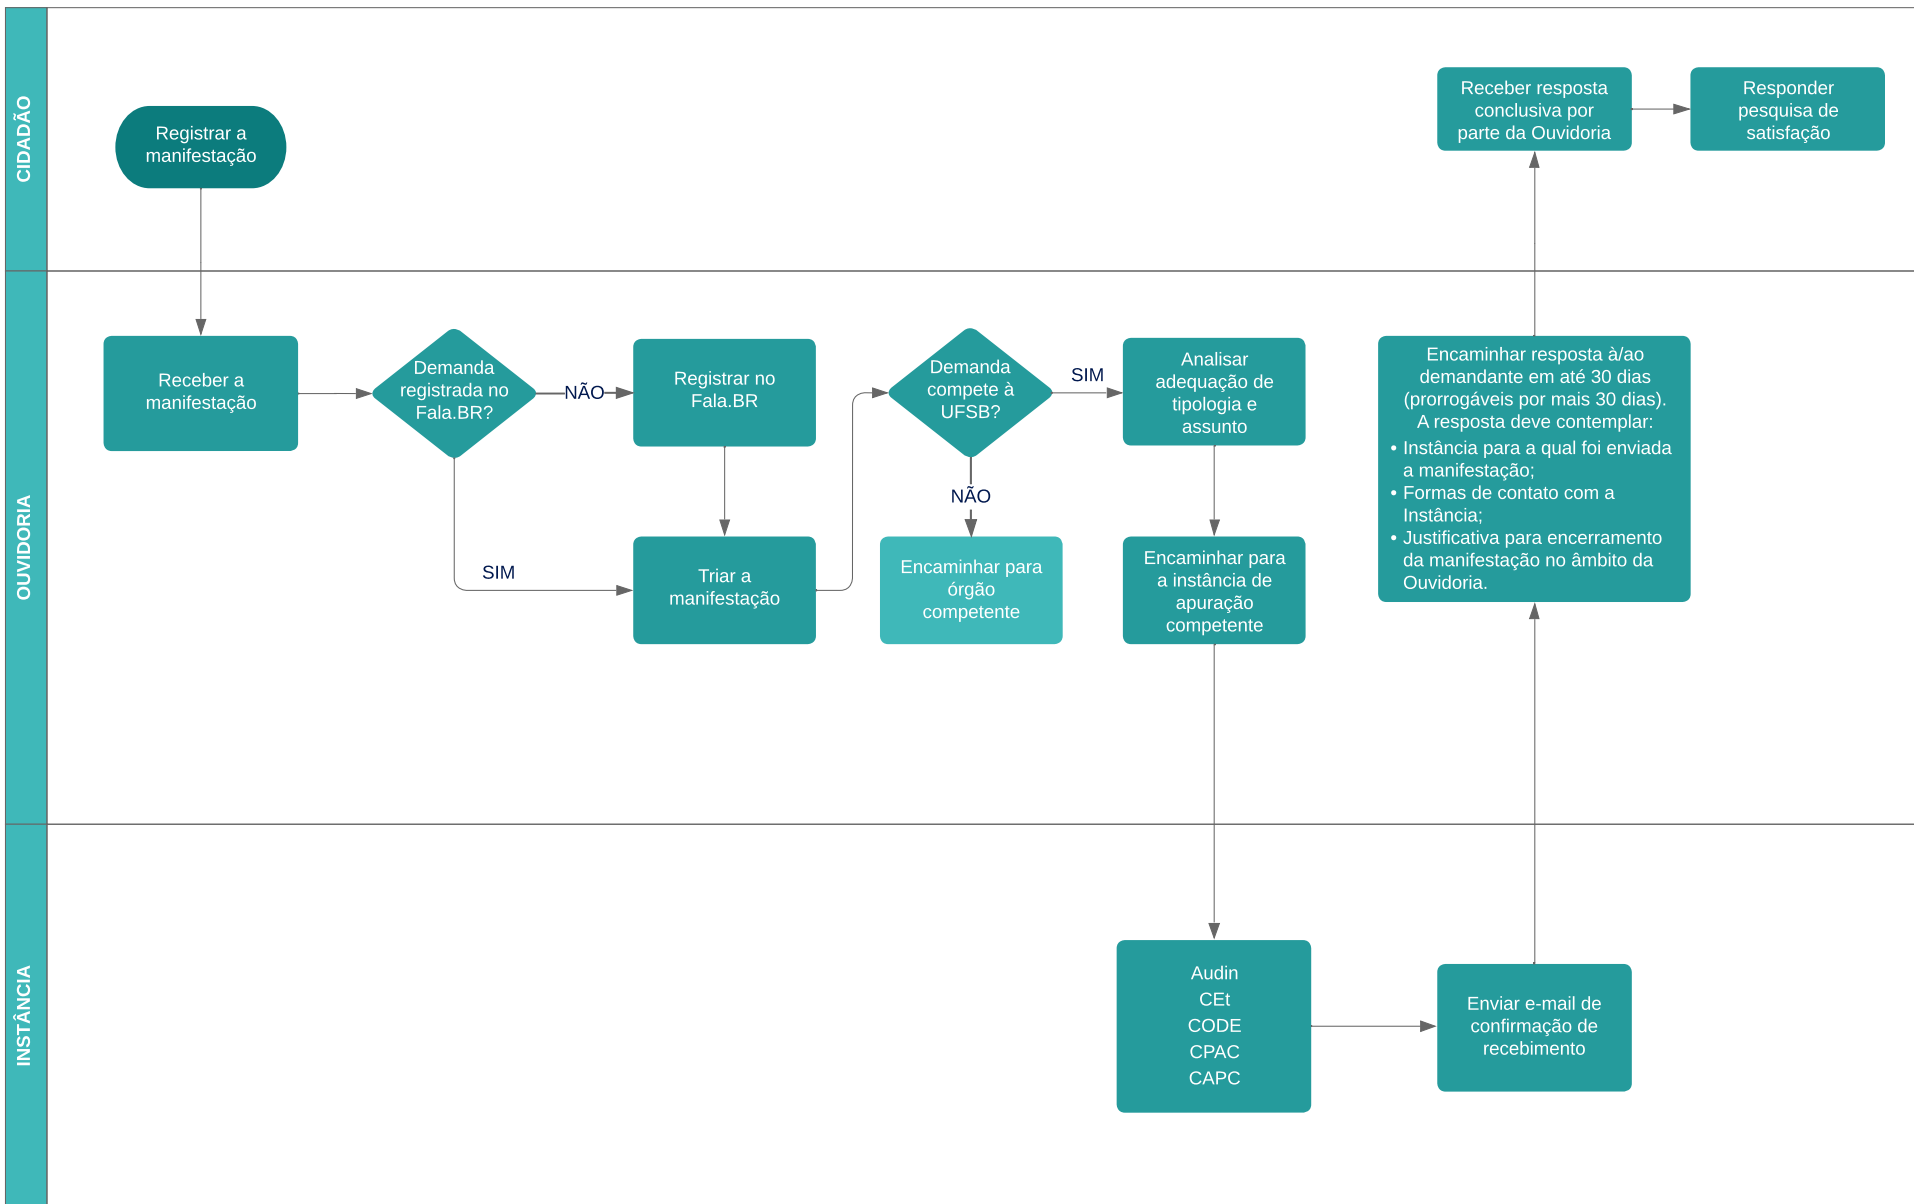 CIDADÃO
Registrar a
manifestação
Receber resposta
conclusiva por
parte da Ouvidoria
Responder
pesquisa de
satisfação
OUVIDORIA
Receber a
manifestação
Demanda
registrada no
Fala.BR?
NÃO
SIM
Registrar no
Fala.BR
Triar a
manifestação
Demanda
compete à
UFSB?
SIM
NÃO
Encaminhar para
órgão
competente
Analisar
adequação de
tipologia e
assunto
Encaminhar para
a instância de
apuração
competente
Encaminhar resposta à/ao
demandante em até 30 dias
(prorrogáveis por mais 30 dias).
A resposta deve contemplar:
• Instância para a qual foi enviada
a manifestação;
• Formas de contato com a
Instância;
• Justificativa para encerramento
da manifestação no âmbito da
Ouvidoria.
INSTÂNCIA
Audin
CEt
CODE
CPAC
CAPC
Enviar e-mail de
confirmação de
recebimento